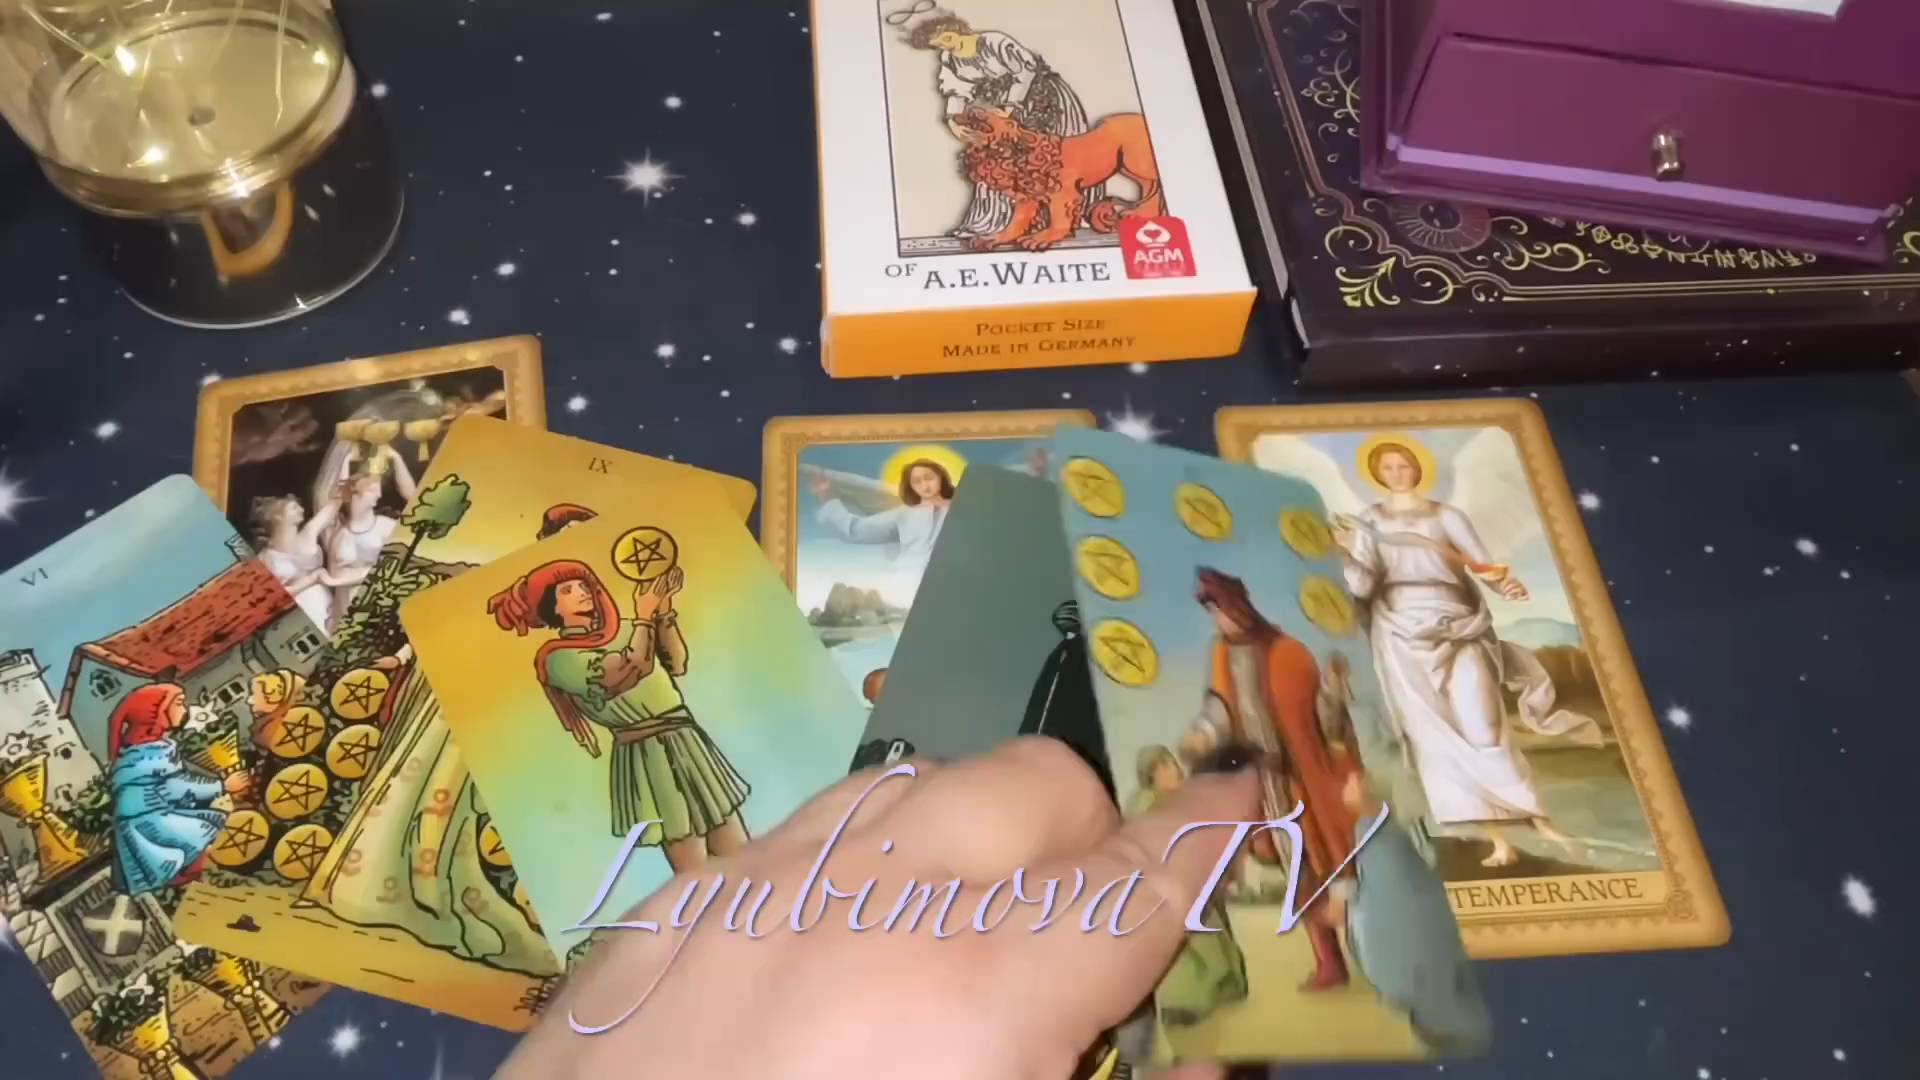 OF A.E.WAITE
AGM
POCKET SIZE
MADE IN GERMANY
IX
VI
TEMPERANCE
Lyubimova TV